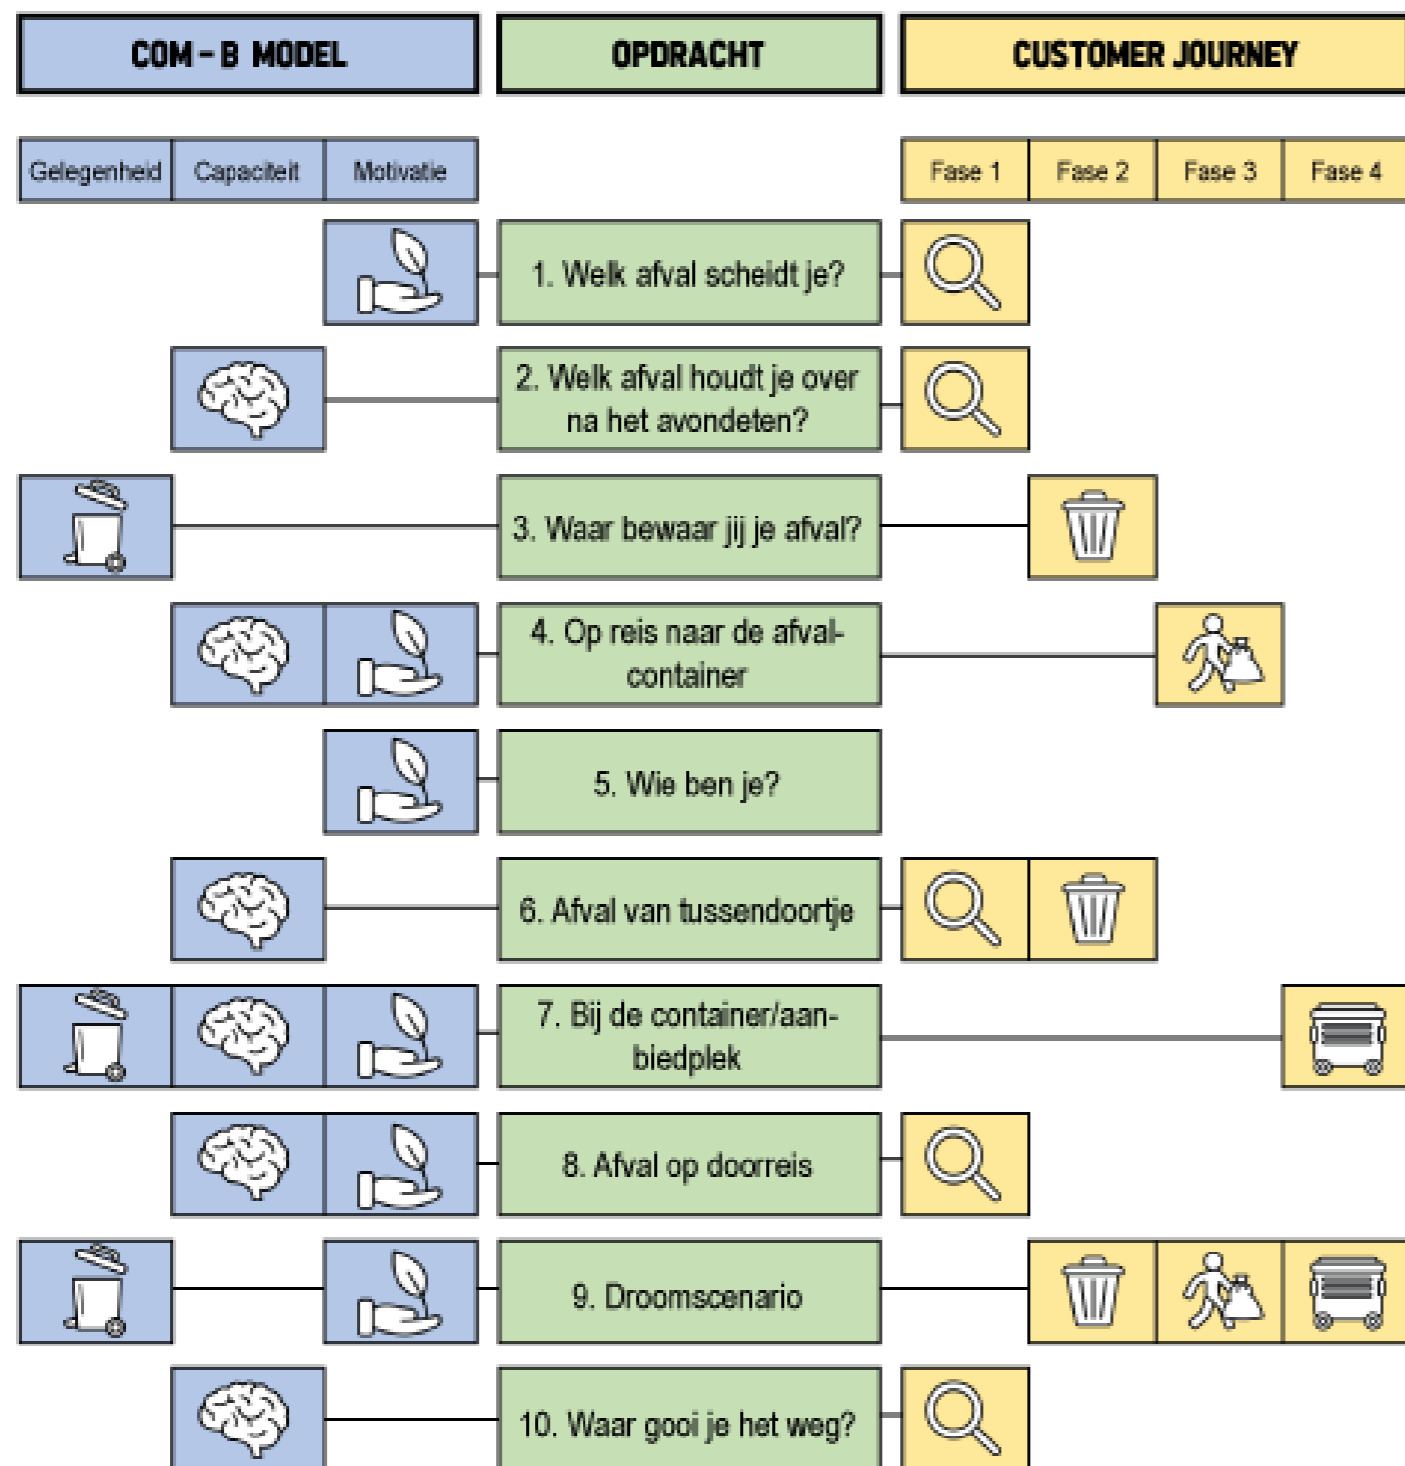 COM - B MODEL
OPDRACHT
CUSTOMER JOURNEY
Gelegenheid
Capaciteit
Motivatie
Fase 1
Fase 2
Fase 3
Fase 4
1. Welk afval scheidt je?
2. Welk afval houdt je over
na het avondeten?
3. Waar bewaar jij je afval?
4. Op reis naar de afval-
container
5. Wie ben je?
6. Afval van tussendoortje
7. Bij de container/aan-
biedplek
8. Afval op doorreis
9. Droomscenario
10. Waar gooi je het weg?